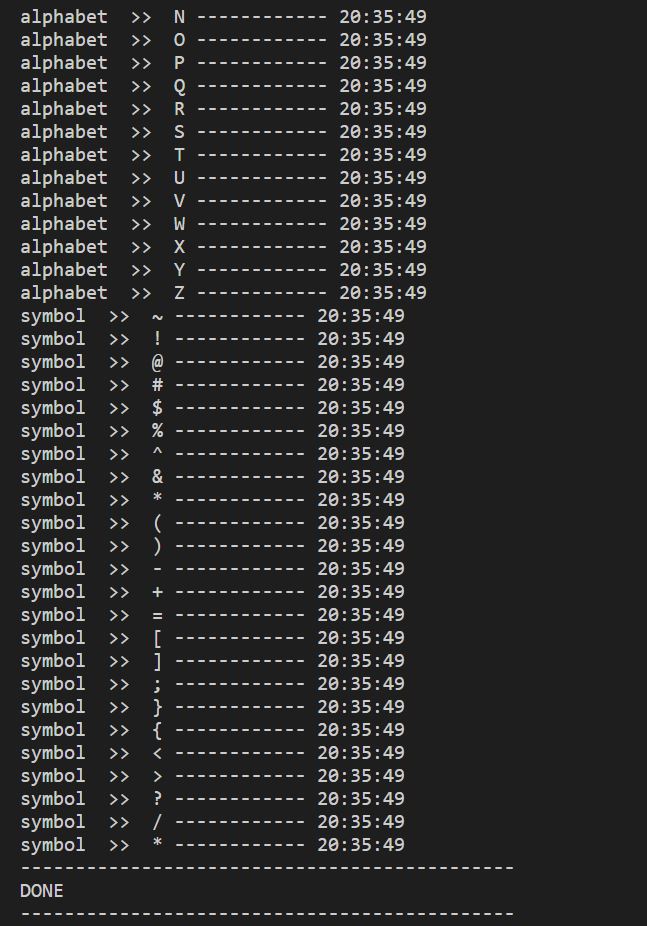 alphabet  >>  N ------------ 20:35:49
alphabet  >>  O ------------ 20:35:49
alphabet  >>  P ------------ 20:35:49
alphabet  >>  Q ------------ 20:35:49
alphabet  >>  R ------------ 20:35:49
alphabet  >>  S ------------ 20:35:49
alphabet  >>  T ------------ 20:35:49
alphabet  >>  U ------------ 20:35:49
alphabet  >>  V ------------ 20:35:49
alphabet  >>  W ------------ 20:35:49
alphabet  >>  X ------------ 20:35:49
alphabet  >>  Y ------------ 20:35:49
alphabet  >>  Z ------------ 20:35:49
symbol  >>  ~ ------------ 20:35:49
symbol  >>  ! ------------ 20:35:49
symbol  >>  @ ------------ 20:35:49
symbol  >>  # ------------ 20:35:49
symbol  >>  $ ------------ 20:35:49
symbol  >>  % ------------ 20:35:49
symbol  >>  ^ ------------ 20:35:49
symbol  >>  & ------------ 20:35:49
symbol  >>  * ------------ 20:35:49
symbol  >>  ( ------------ 20:35:49
symbol  >>  ) ------------ 20:35:49
symbol  >>  - ------------ 20:35:49
symbol  >>  + ------------ 20:35:49
symbol  >>  = ------------ 20:35:49
symbol  >>  [ ------------ 20:35:49
symbol  >>  ] ------------ 20:35:49
symbol  >>  ; ------------ 20:35:49
symbol  >>  } ------------ 20:35:49
symbol  >>  { ------------ 20:35:49
symbol  >>  < ------------ 20:35:49
symbol  >>  > ------------ 20:35:49
symbol  >>  ? ------------ 20:35:49
symbol  >>  / ------------ 20:35:49
symbol  >>  * ------------ 20:35:49
---------------------------------------------
DONE
---------------------------------------------